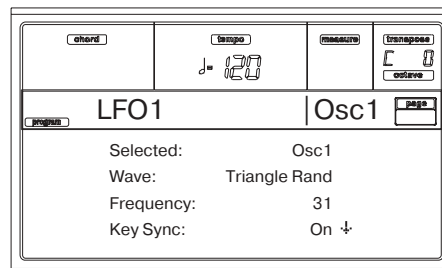 chord tempo measure transpose
♩= 120 C 0
octave
LFO1 Osc1 page
program
Selected: Osc1
Wave: Triangle Rand
Frequency: 31
Key Sync: On